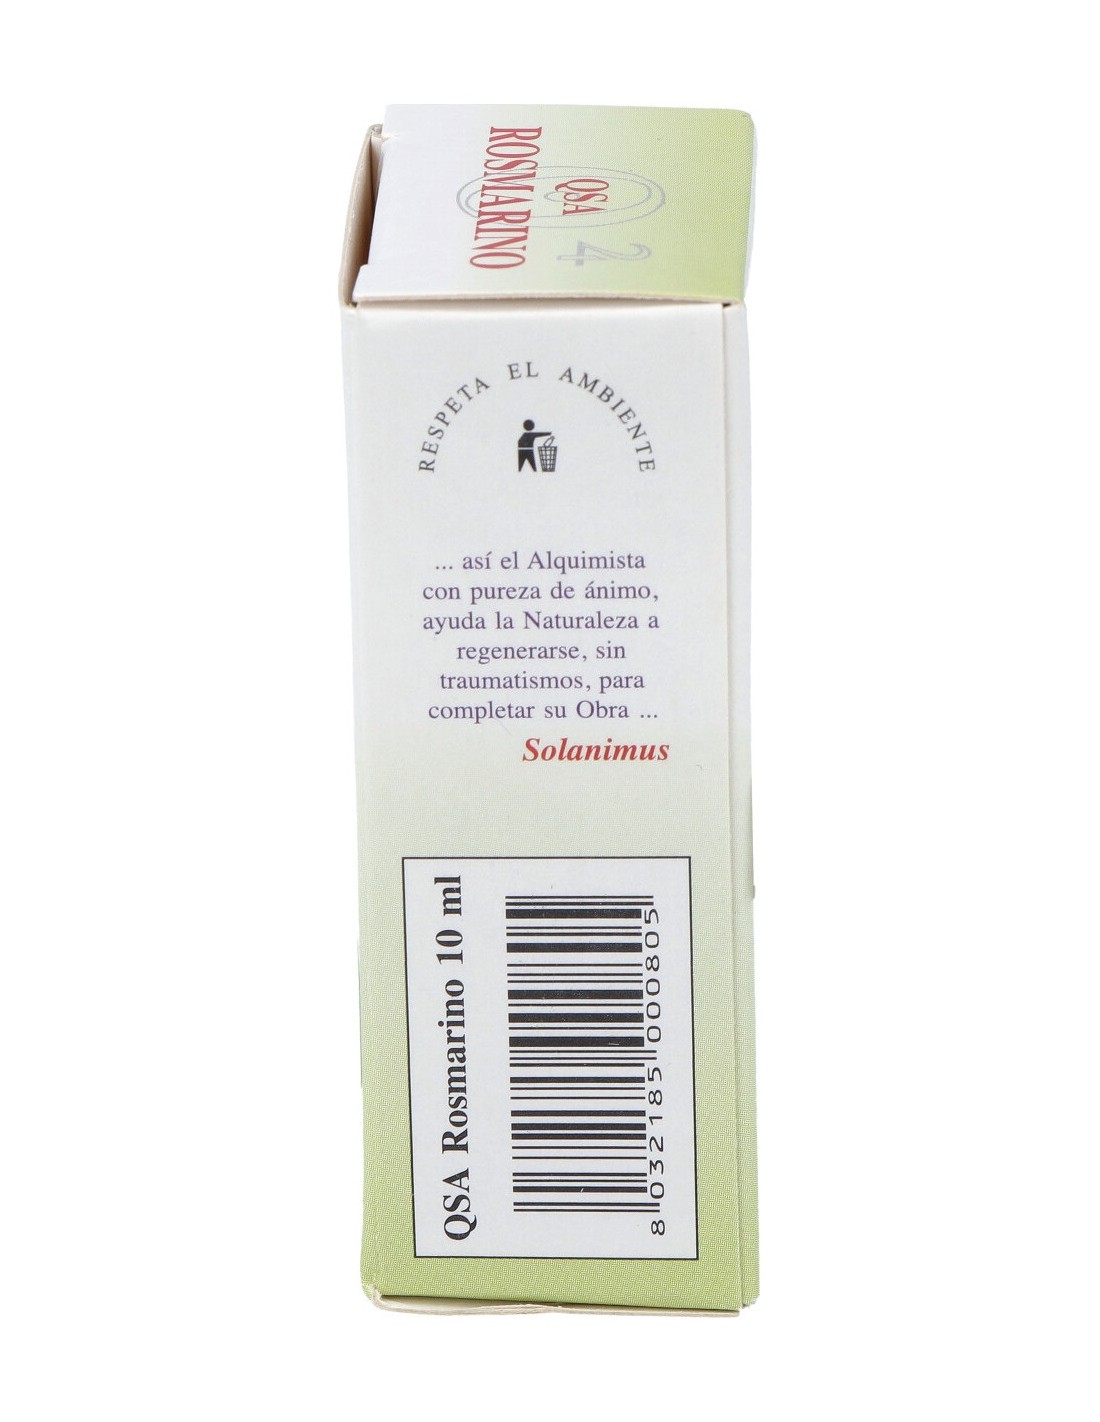 ROSMARINO
QSA
24
RESPETA EL AMBIENTE
... así el Alquimista
con pureza de ánimo,
ayuda la Naturaleza a
regenerarse, sin
traumatismos, para
completar su Obra ...
Solanimus
QSA Rosmarino 10 ml
8 032185 000805